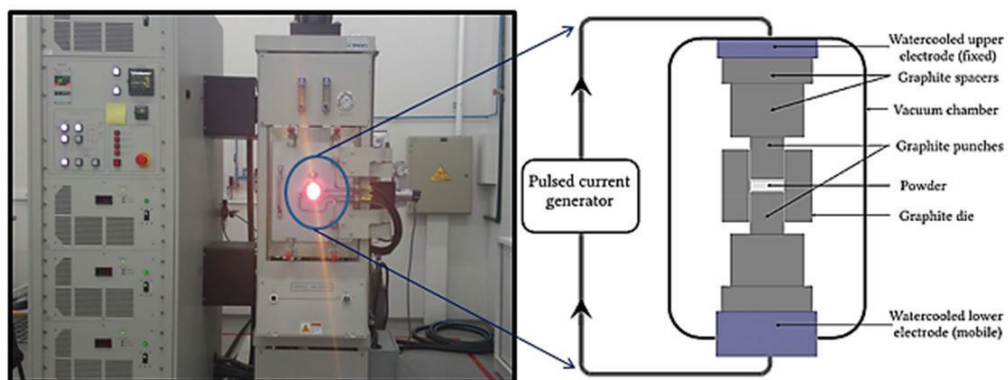 Pulsed current
generator
Watercooled upper
electrode (fixed)
Graphite spacers
Vacuum chamber
Graphite punches
Powder
Graphite die
Watercooled lower
electrode (mobile)